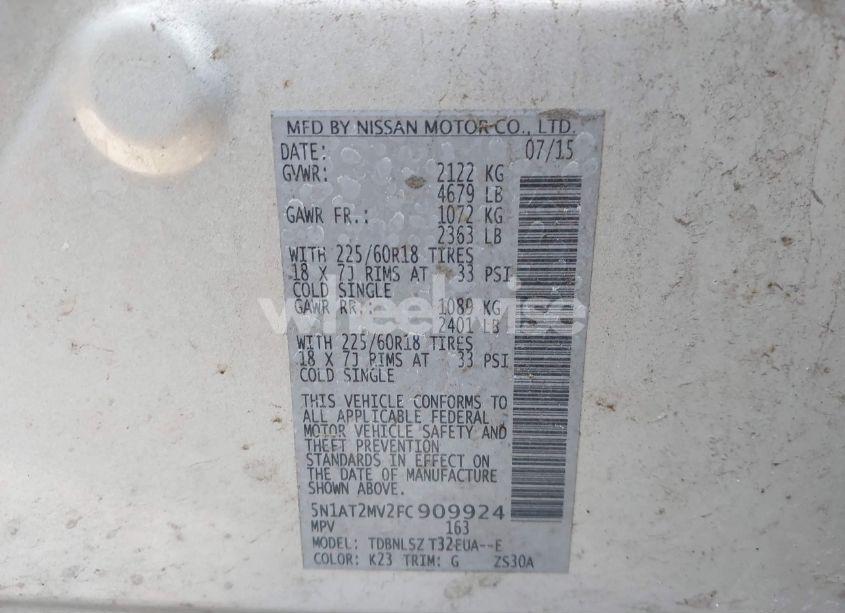 MFD BY NISSAN MOTOR CO., LTD.
DATE: 07/15
GVWR: 2122 KG
4679 LB
GAWR FR.: 1072 KG
2363 LB
WITH 225/60R18 TIRES
18 X 7J RIMS AT 33 PSI
COLD SINGLE
GAWR RR.: 1089 KG
2401 LB
WITH 225/60R18 TIRES
18 X 7J RIMS AT 33 PSI
COLD SINGLE
THIS VEHICLE CONFORMS TO
ALL APPLICABLE FEDERAL
MOTOR VEHICLE SAFETY AND
THEFT PREVENTION
STANDARDS IN EFFECT ON
THE DATE OF MANUFACTURE
SHOWN ABOVE.
5N1AT2MV2FC909924
MPV 163
MODEL: TDBNLSZ T32EUA--E
COLOR: K23 TRIM: G ZS30A
wheelwise